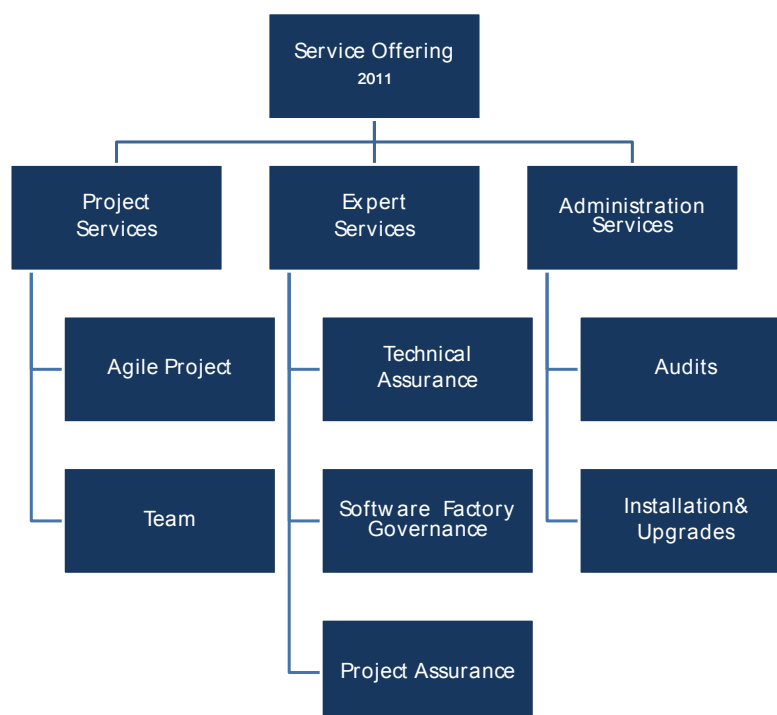 Service Offering
2011
Project
Services
Expert
Services
Administration
Services
Agile Project
Technical
Assurance
Audits
Team
Software Factory
Governance
Installation&
Upgrades
Project Assurance